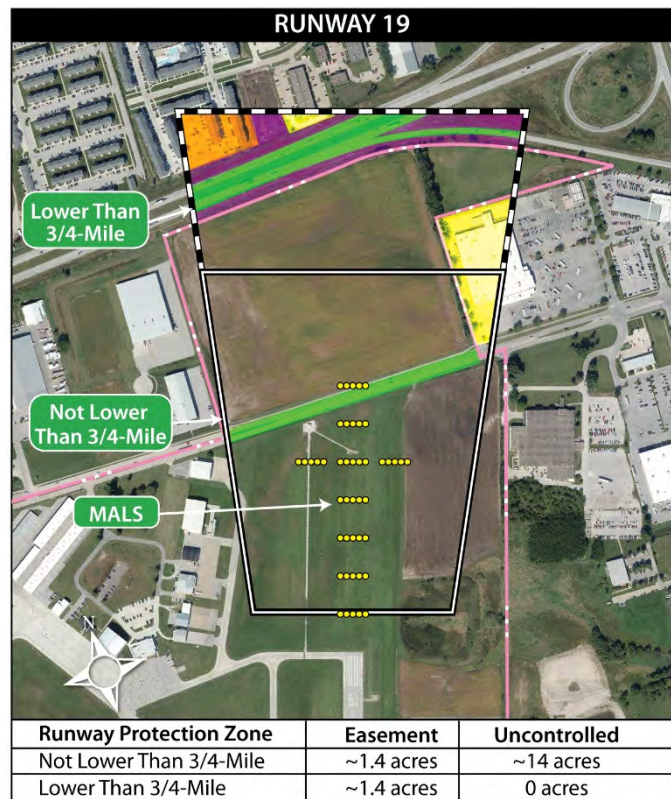 RUNWAY 19
Lower Than
3/4-Mile
Not Lower
Than 3/4-Mile
MALS
N
Runway Protection Zone Easement Uncontrolled
Not Lower Than 3/4-Mile ~1.4 acres ~14 acres
Lower Than 3/4-Mile ~1.4 acres 0 acres